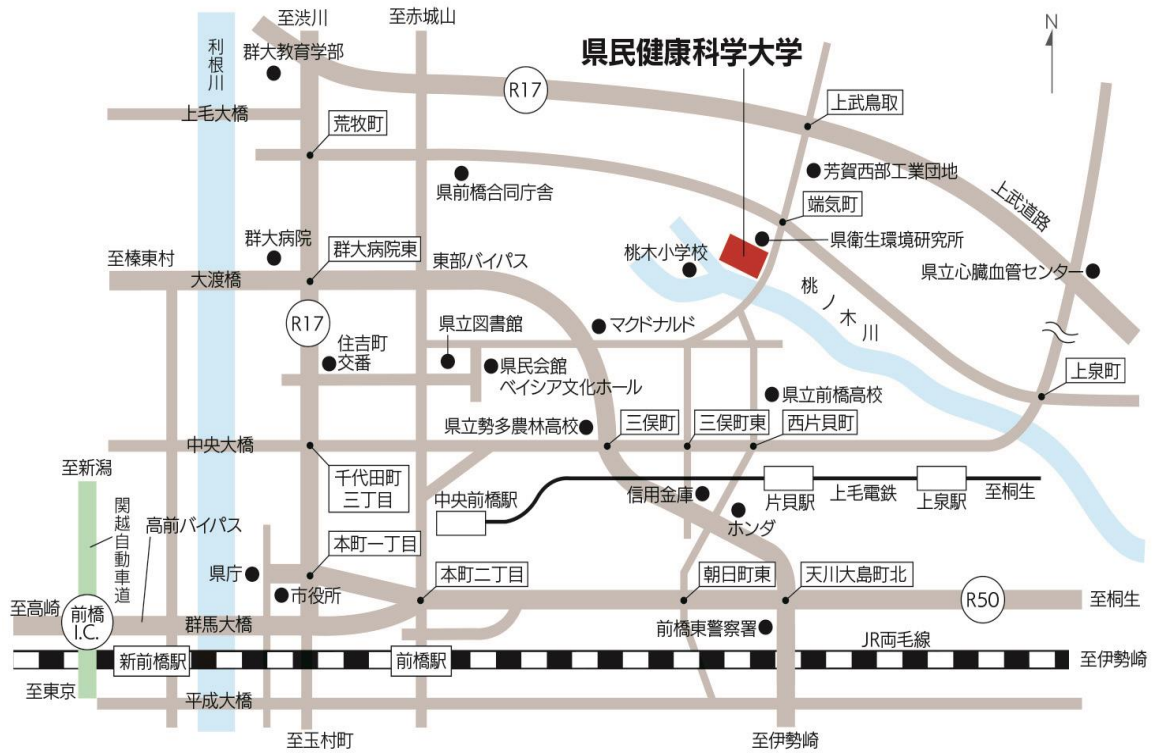 至渋川
至赤城山
N
利根川
群大教育学部
県民健康科学大学
R17
上毛大橋
荒牧町
上武鳥取
県前橋合同庁舎
芳賀西部工業団地
上武道路
端気町
群大病院
群大病院東
東部バイパス
桃木小学校
県衛生環境研究所
至榛東村
大渡橋
県立心臓血管センター
桃ノ木川
R17
住吉町
交番
県立図書館
マクドナルド
県民会館
ベイシア文化ホール
上泉町
県立前橋高校
県立勢多農林高校
三俣町
三俣町東
西片貝町
中央大橋
至新潟
千代田町
三丁目
中央前橋駅
信用金庫
片貝駅
上毛電鉄
上泉駅
至桐生
ホンダ
関越自動車道
高前バイパス
本町一丁目
県庁
本町二丁目
朝日町東
天川大島町北
市役所
R50
至桐生
至高崎
前橋
I.C.
群馬大橋
前橋東警察署
JR両毛線
新前橋駅
前橋駅
至伊勢崎
至東京
平成大橋
至玉村町
至伊勢崎